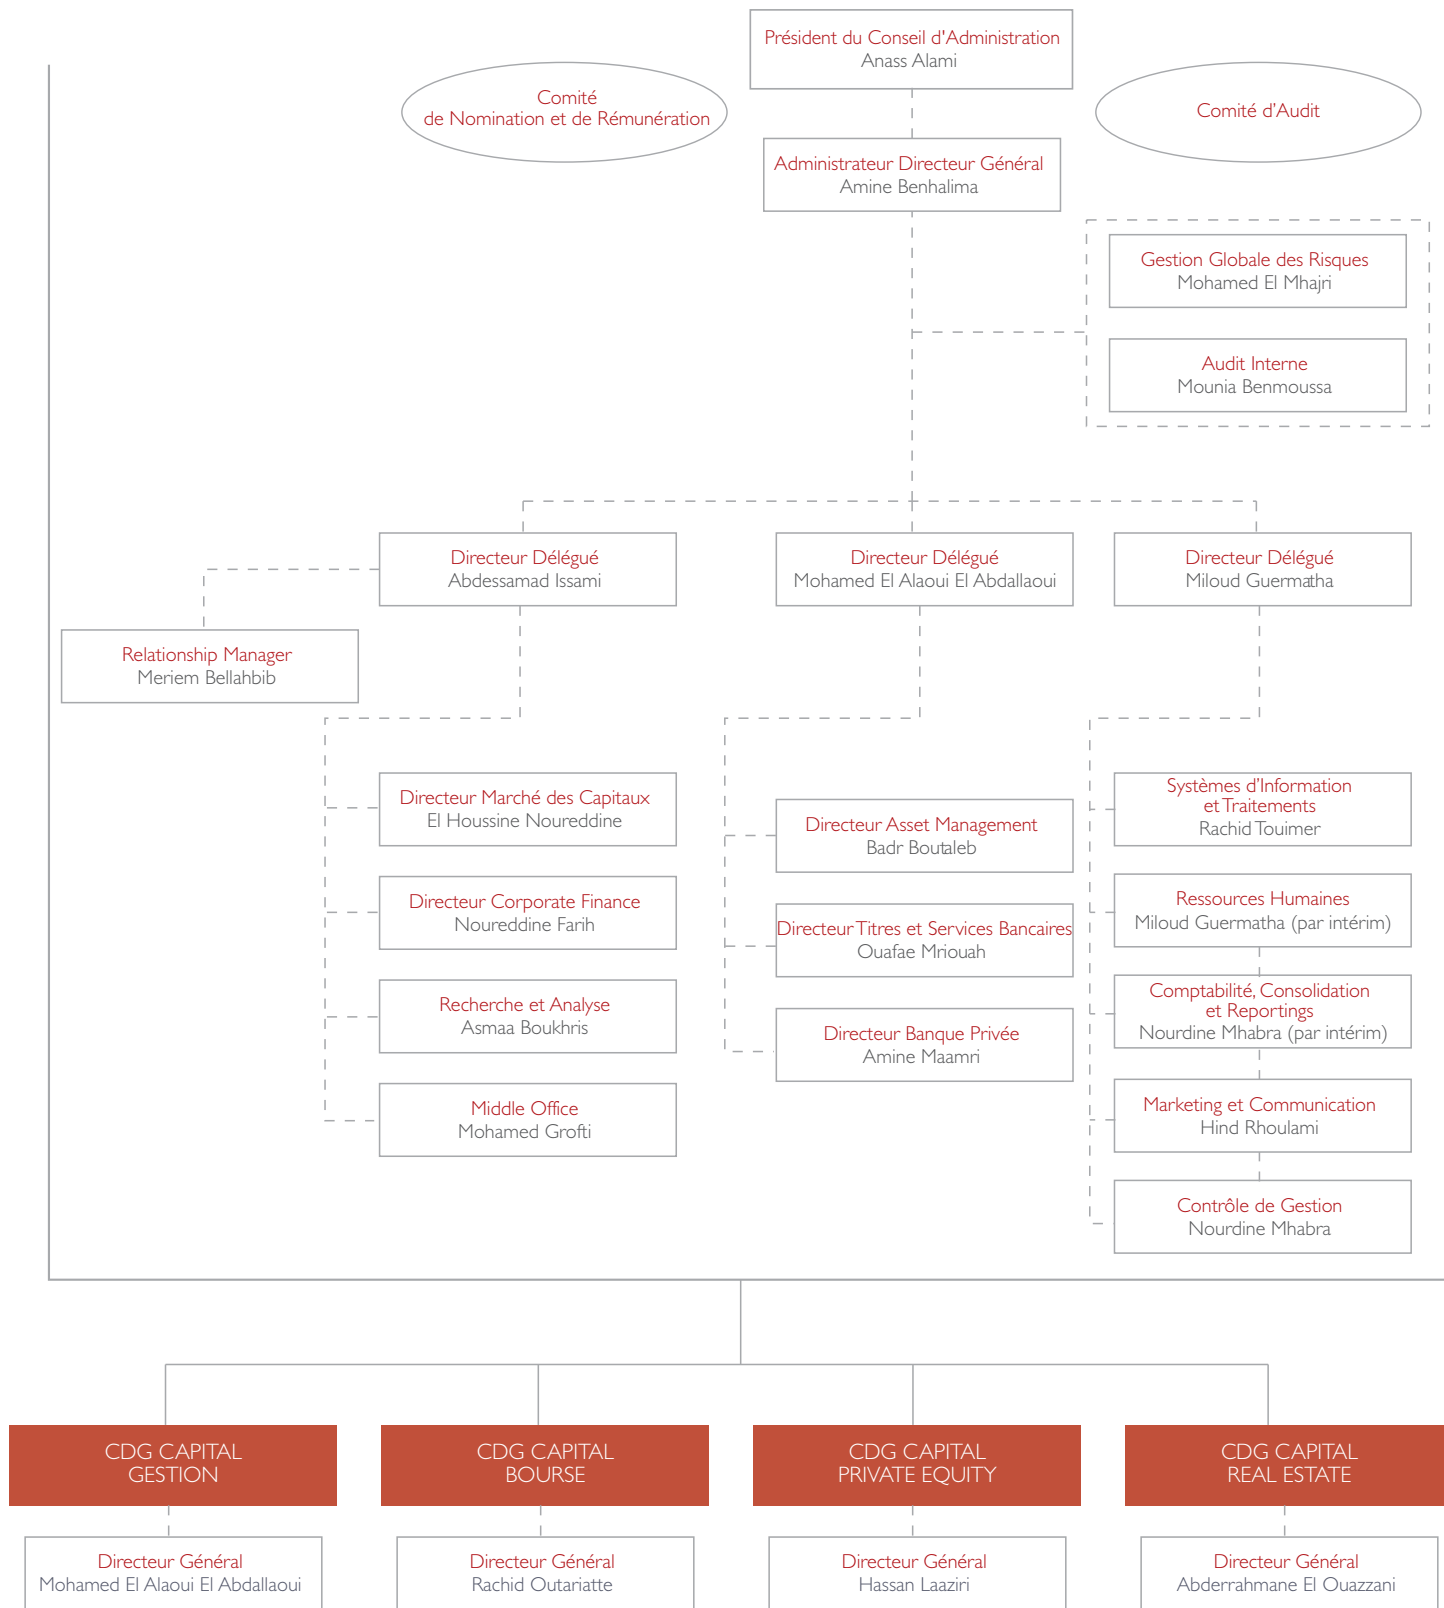 Président du Conseil d'Administration
Anass Alami
Comité
de Nomination et de Rémunération
Comité d'Audit
Administrateur Directeur Général
Amine Benhalima
Gestion Globale des Risques
Mohamed El Mhajri
Audit Interne
Mounia Benmoussa
Directeur Délégué
Abdessamad Issami
Directeur Délégué
Mohamed El Alaoui El Abdallaoui
Directeur Délégué
Miloud Guermatha
Relationship Manager
Meriem Bellahbib
Directeur Marché des Capitaux
El Houssine Noureddine
Directeur Corporate Finance
Noureddine Farih
Recherche et Analyse
Asmaa Boukhris
Middle Office
Mohamed Grofti
Directeur Asset Management
Badr Boutaleb
Directeur Titres et Services Bancaires
Ouafae Mriouah
Directeur Banque Privée
Amine Maamri
Systèmes d'Information
et Traitements
Rachid Touimer
Ressources Humaines
Miloud Guermatha (par intérim)
Comptabilité, Consolidation
et Reportings
Nourdine Mhabra (par intérim)
Marketing et Communication
Hind Rhoulami
Contrôle de Gestion
Nourdine Mhabra
CDG CAPITAL
GESTION
CDG CAPITAL
BOURSE
CDG CAPITAL
PRIVATE EQUITY
CDG CAPITAL
REAL ESTATE
Directeur Général
Mohamed El Alaoui El Abdallaoui
Directeur Général
Rachid Outariatte
Directeur Général
Hassan Laaziri
Directeur Général
Abderrahmane El Ouazzani